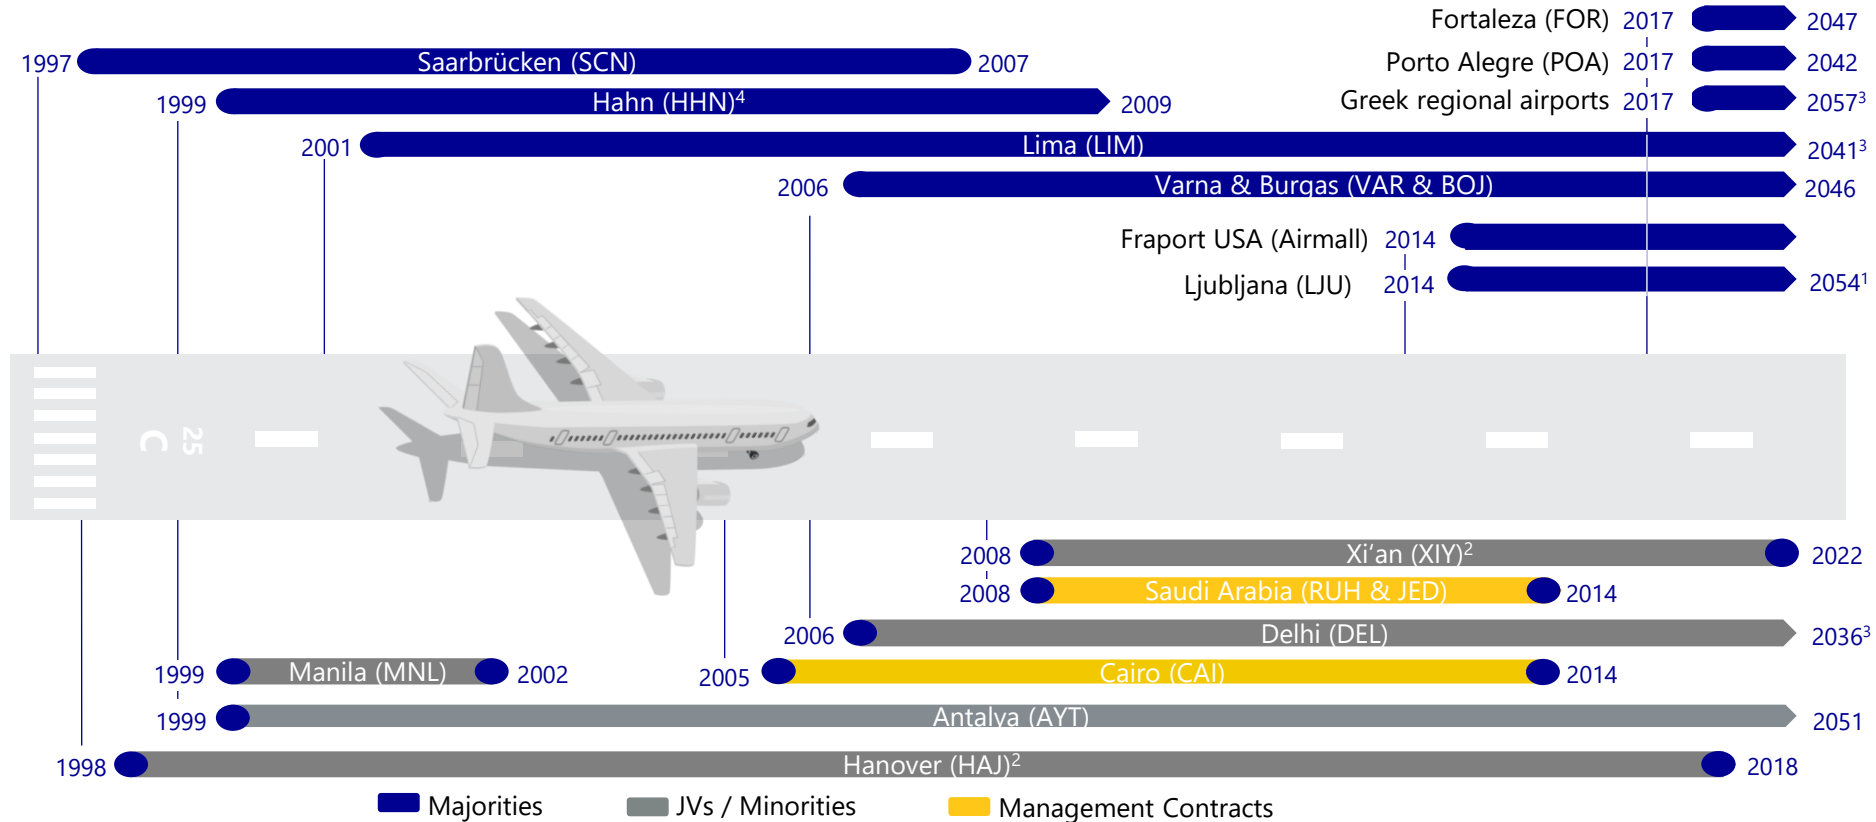 Fortaleza (FOR) 2017 2047
1997 Saarbrücken (SCN) 2007
Porto Alegre (POA) 2017 2042
1999 Hahn (HHN)⁴ 2009
Greek regional airports 2017 2057³
2001 Lima (LIM) 2041³
2006 Varna & Burgas (VAR & BOJ) 2046
Fraport USA (Airmall) 2014
Ljubljana (LJU) 2014 2054¹
C 25
2008 Xi'an (XIY)² 2022
2008 Saudi Arabia (RUH & JED) 2014
2006 Delhi (DEL) 2036³
1999 Manila (MNL) 2002
2005 Cairo (CAI) 2014
1999 Antalya (AYT) 2051
1998 Hanover (HAJ)² 2018
Majorities JVs / Minorities Management Contracts